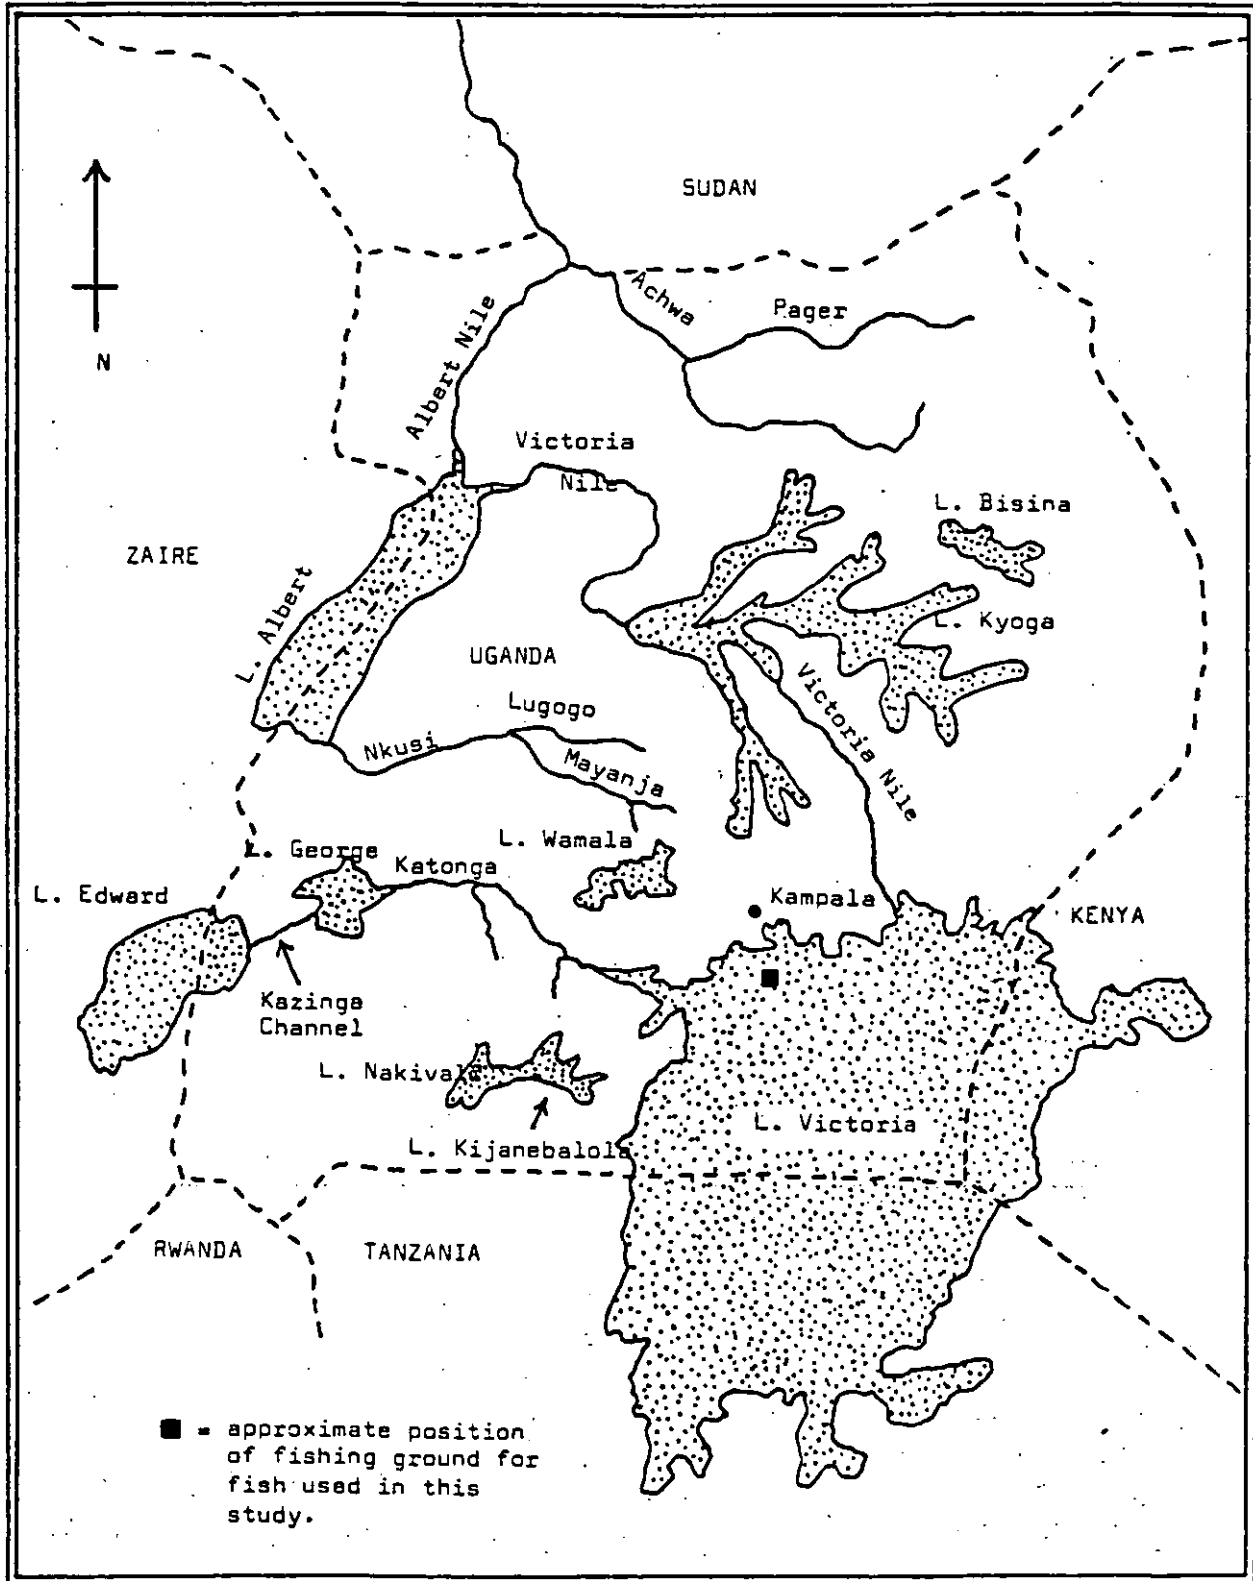 SUDAN
Achwa
Pager
Albert Nile
N
Victoria
Nile
L. Bisina
ZAIRE
L. Albert
L. Kyoga
UGANDA
Victoria Nile
Lugogo
Nkusi
Mayanja
L. Wamala
L. George
Katonga
L. Edward
Kampala
KENYA
Kazinga
Channel
L. Nakivale
L. Victoria
L. Kijanebalola
RWANDA
TANZANIA
■ = approximate position
of fishing ground for
fish used in this
study.